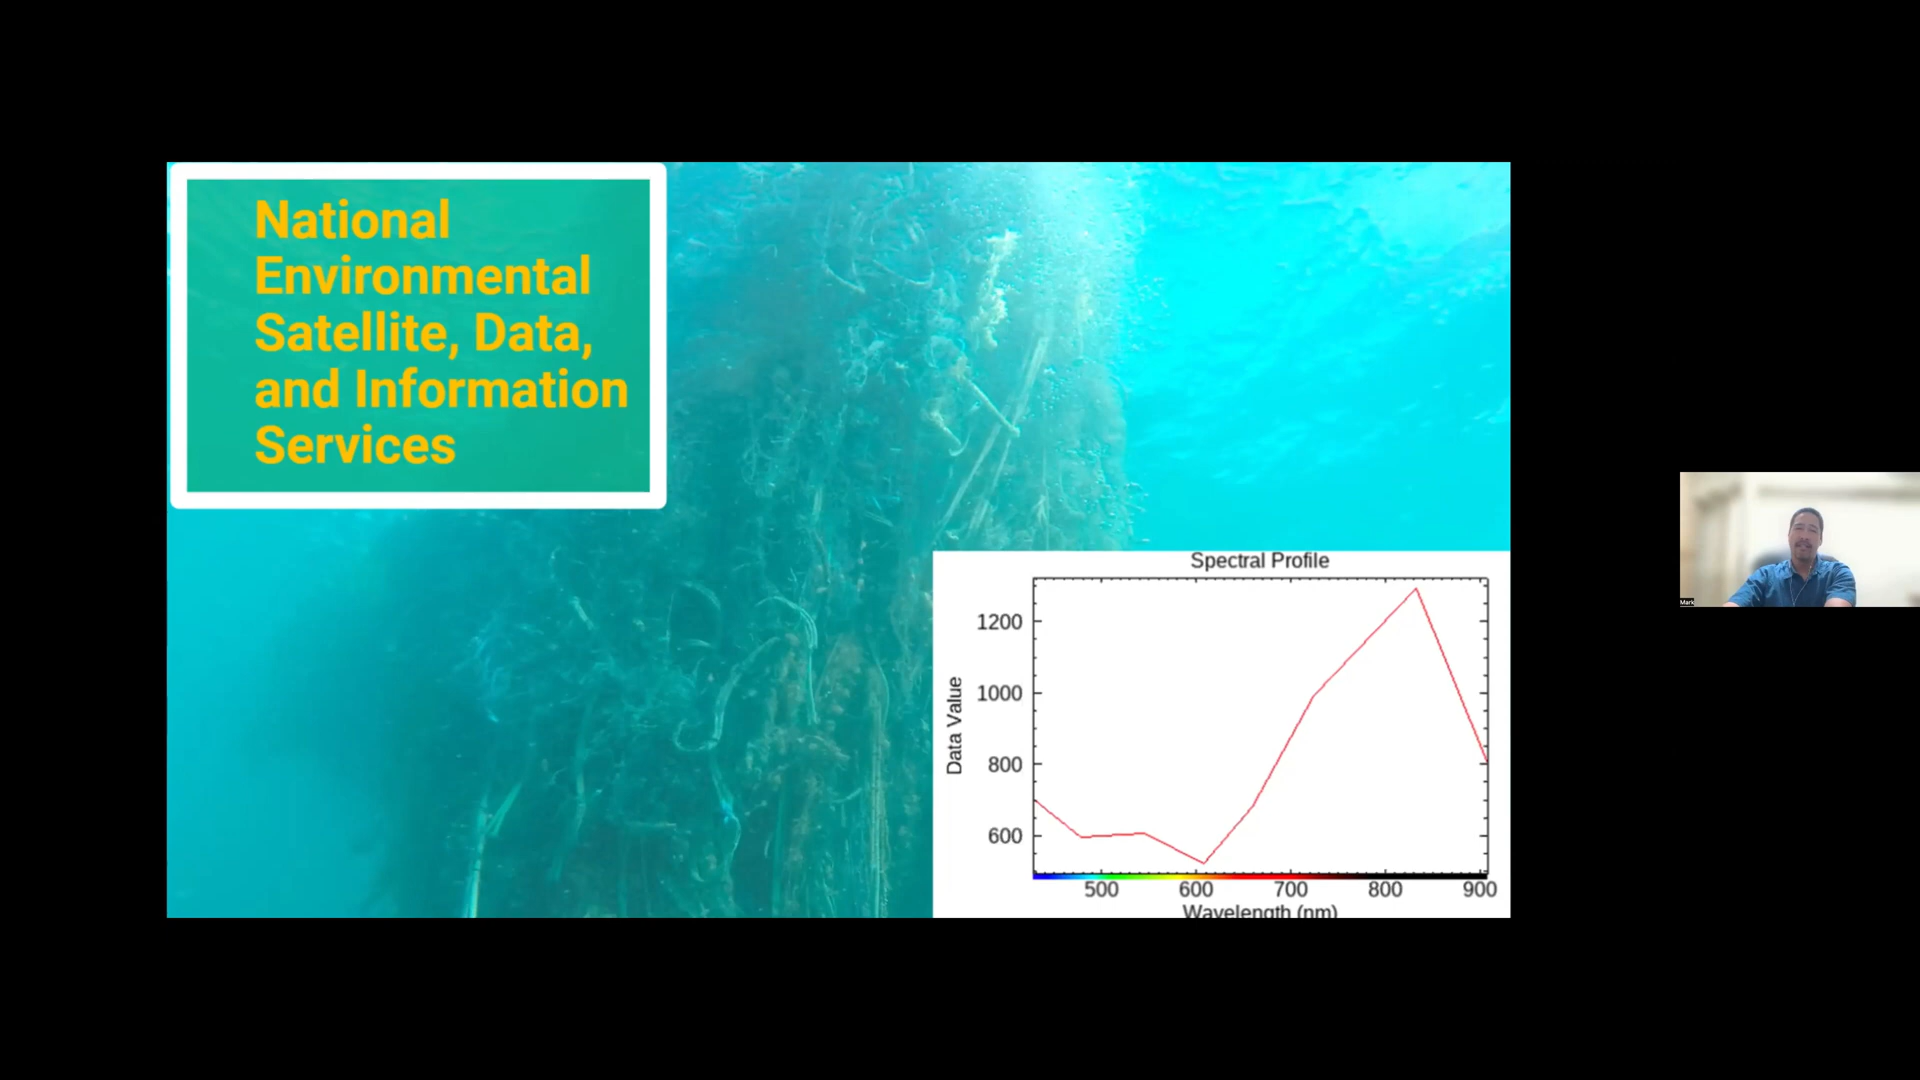 National
Environmental
Satellite, Data,
and Information
Services
Spectral Profile
1200
1000
800
600
Data Value
500 600 700 800 900
Wavelength (nm)
Mark